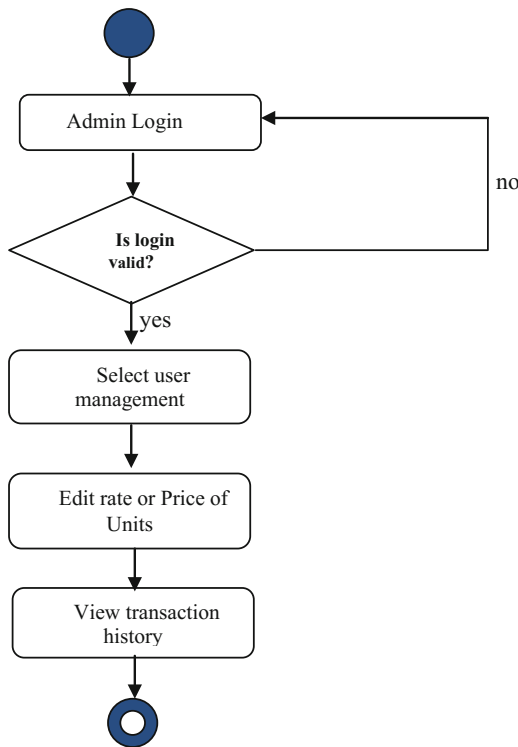 Admin Login
no
Is login
valid?
yes
Select user
management
Edit rate or Price of
Units
View transaction
history